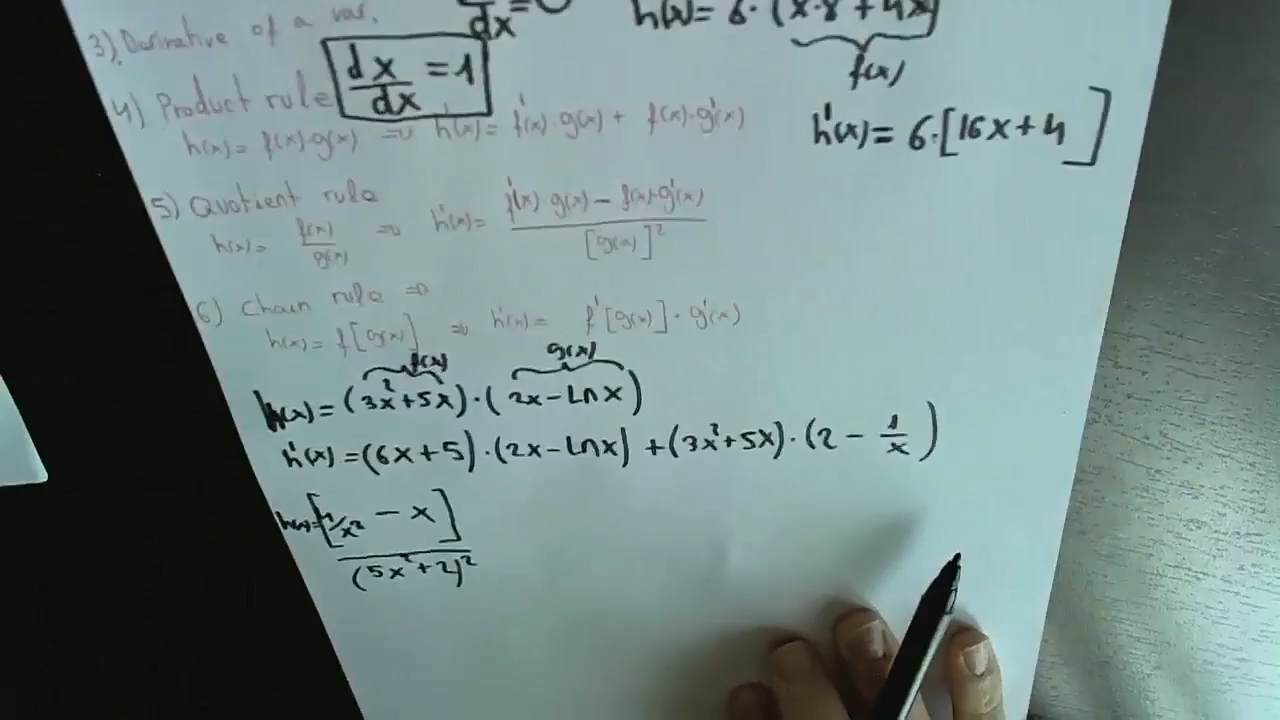 3) Derivative of a var.
dx =
dx/dx = 1
h(x) = 6 · (x·8 + 4x)
f(x)
h'(x) = 6·[16x + 4]
4) Product rule
h(x) = f(x)·g(x) ⇒ h'(x) = f'(x)·g(x) + f(x)·g'(x)
5) Quotient rule
h(x) = f(x)/g(x) ⇒ h'(x) = f'(x)·g(x) − f(x)·g'(x) / [g(x)]²
6) Chain rule ⇒
h(x) = f[g(x)] ⇒ h'(x) = f'[g(x)]·g'(x)
f(x) g(x)
h(x) = (3x² + 5x)·(2x − Ln x)
h'(x) = (6x + 5)·(2x − Ln x) + (3x² + 5x)·(2 − 1/x)
h(x) = [1/x² − x] / (5x² + 2)²